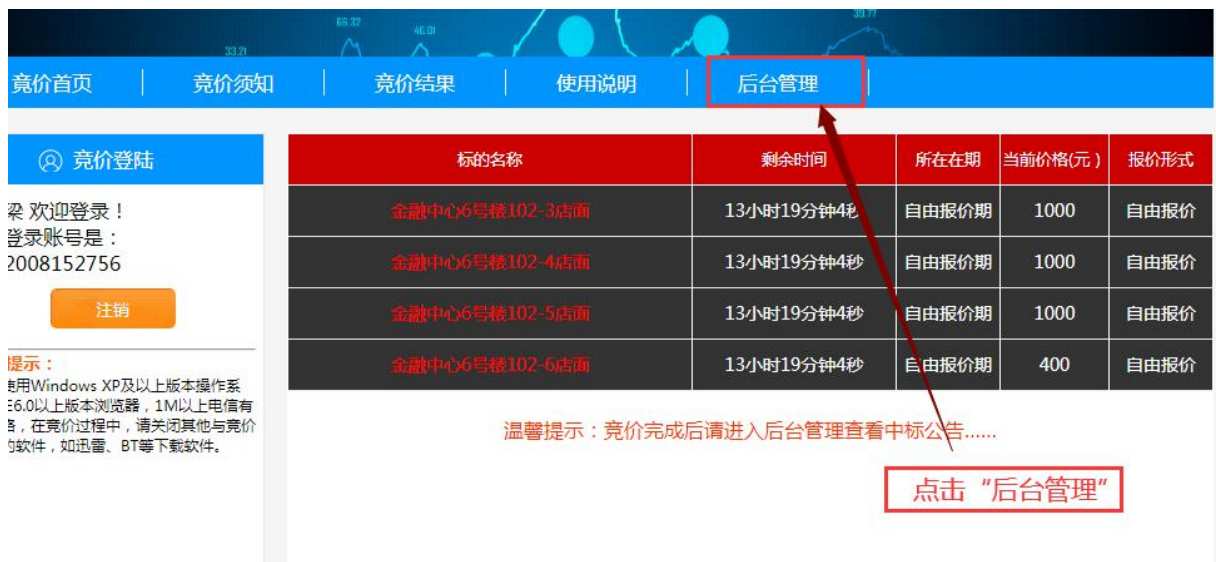 66.32
46.01
39.77
33.21
竟价首页
竞价须知
竞价结果
使用说明
后台管理
竞价登陆
梁 欢迎登录！
登录账号是：
2008152756
注销
提示：
使用Windows XP及以上版本操作系
E6.0以上版本浏览器，1M以上电信有
络，在竞价过程中，请关闭其他与竞价
的软件，如迅雷、BT等下载软件。
标的名称 剩余时间 所在在期 当前价格(元) 报价形式
金融中心6号楼102-3店面 13小时19分钟4秒 自由报价期 1000 自由报价
金融中心6号楼102-4店面 13小时19分钟4秒 自由报价期 1000 自由报价
金融中心6号楼102-5店面 13小时19分钟4秒 自由报价期 1000 自由报价
金融中心6号楼102-6店面 13小时19分钟4秒 自由报价期 400 自由报价
温馨提示：竞价完成后请进入后台管理查看中标公告......
点击“后台管理”